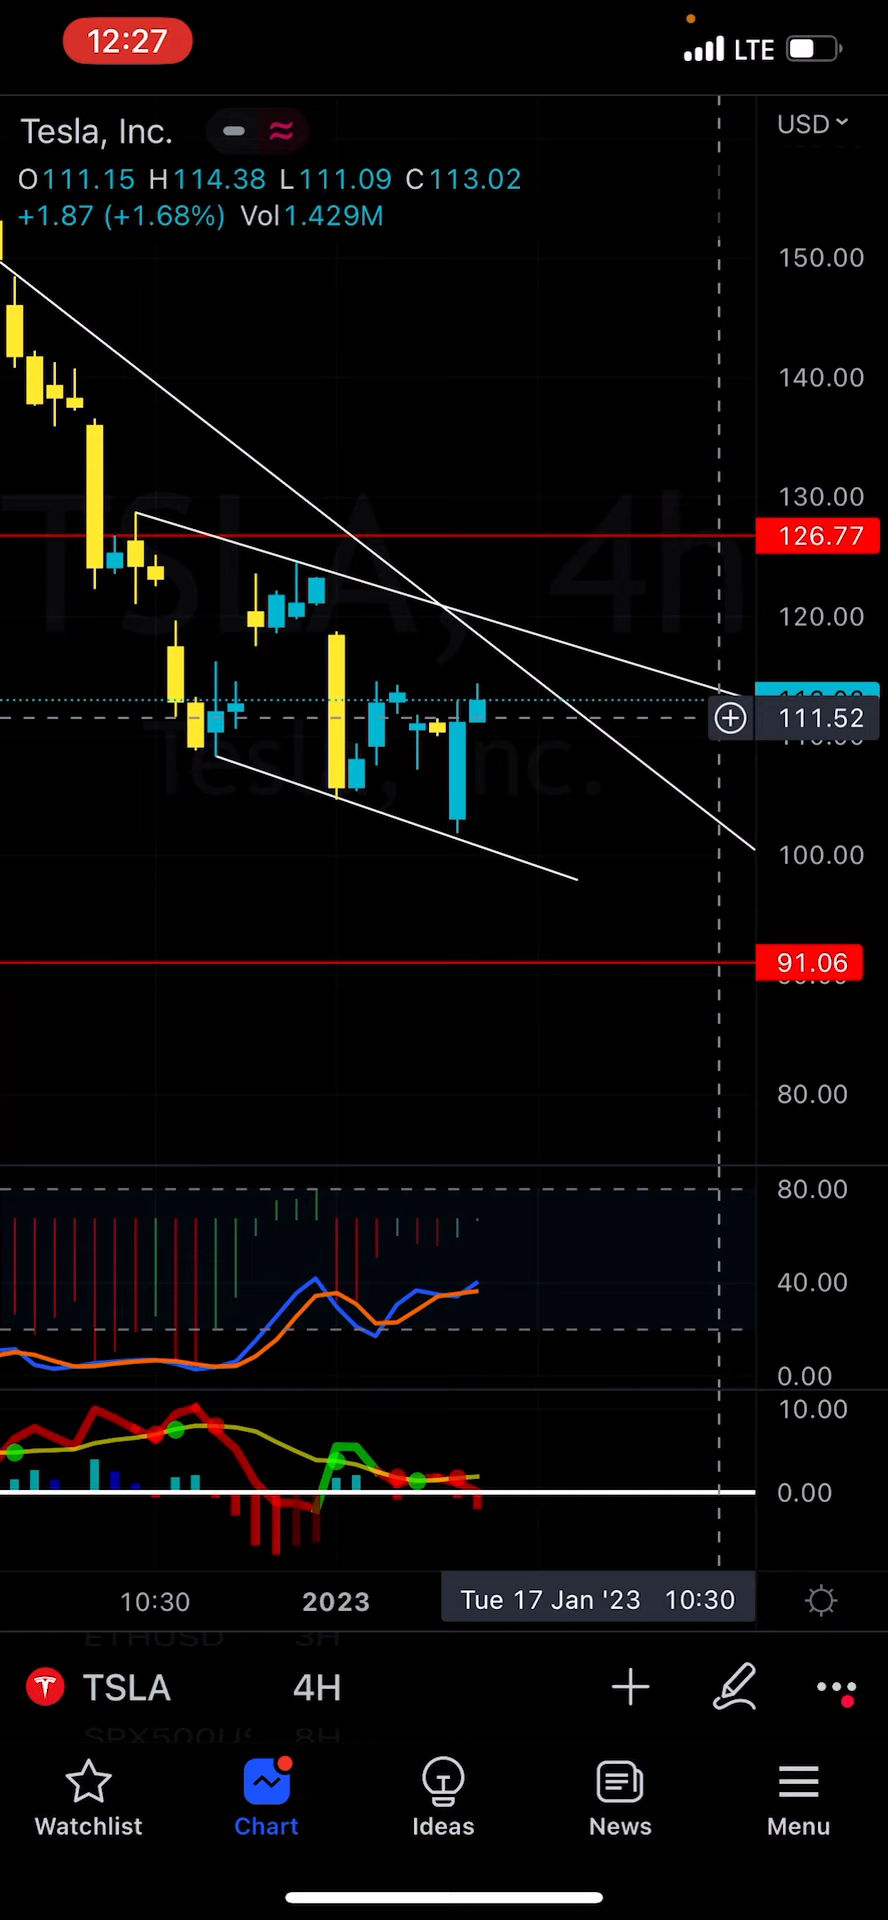 12:27 LTE
Tesla, Inc. USD
O111.15 H114.38 L111.09 C113.02
+1.87 (+1.68%) Vol1.429M
150.00
140.00
130.00
TSLA, 4h
126.77
120.00
111.52
Tesla, Inc.
100.00
91.06
80.00
80.00
40.00
0.00
10.00
0.00
10:30 2023 Tue 17 Jan '23 10:30
ETHUSD 3H
TSLA 4H
8H
Watchlist Chart Ideas News Menu